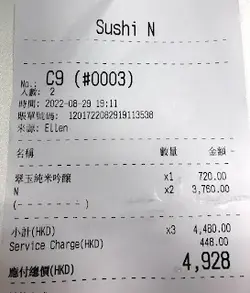 Sushi N
No.: C9 (#0003)
人數: 2
時間: 2022-08-29 19:11
賬單號碼: 1201722082919113538
來源: Ellen
名稱 數量 金額
翠玉純米吟釀 x1 720.00
N x2 3,760.00
(- - - - - - )
小計(HKD) x3 4,480.00
Service Charge(HKD) 448.00
應付總價(HKD) 4,928